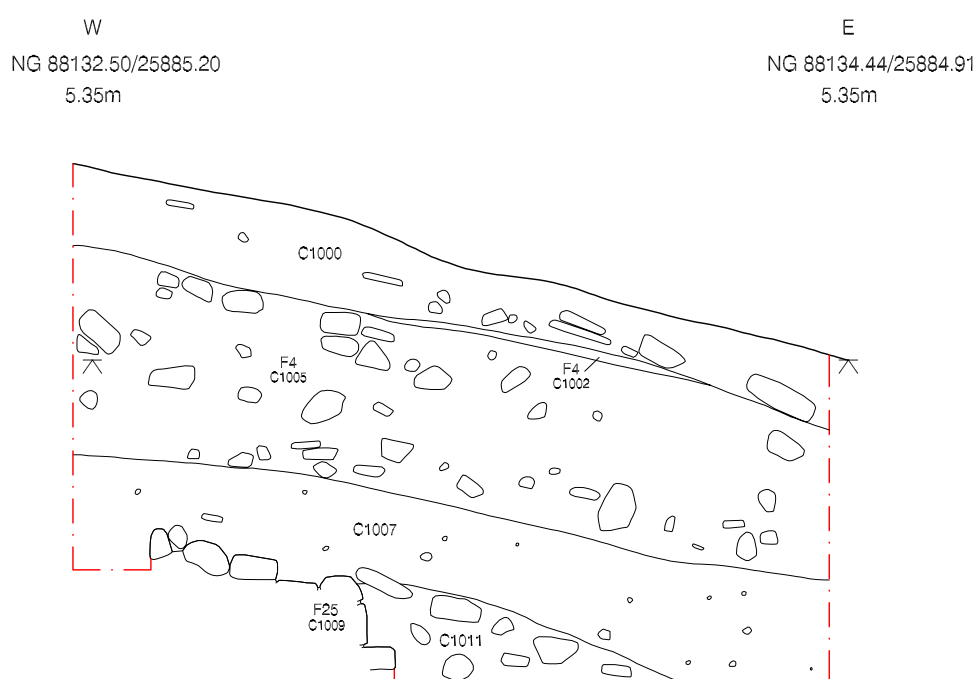 W
E
NG 88132.50/25885.20
NG 88134.44/25884.91
5.35m
5.35m
C1000
F4
C1005
F4
C1002
C1007
F25
C1009
C1011